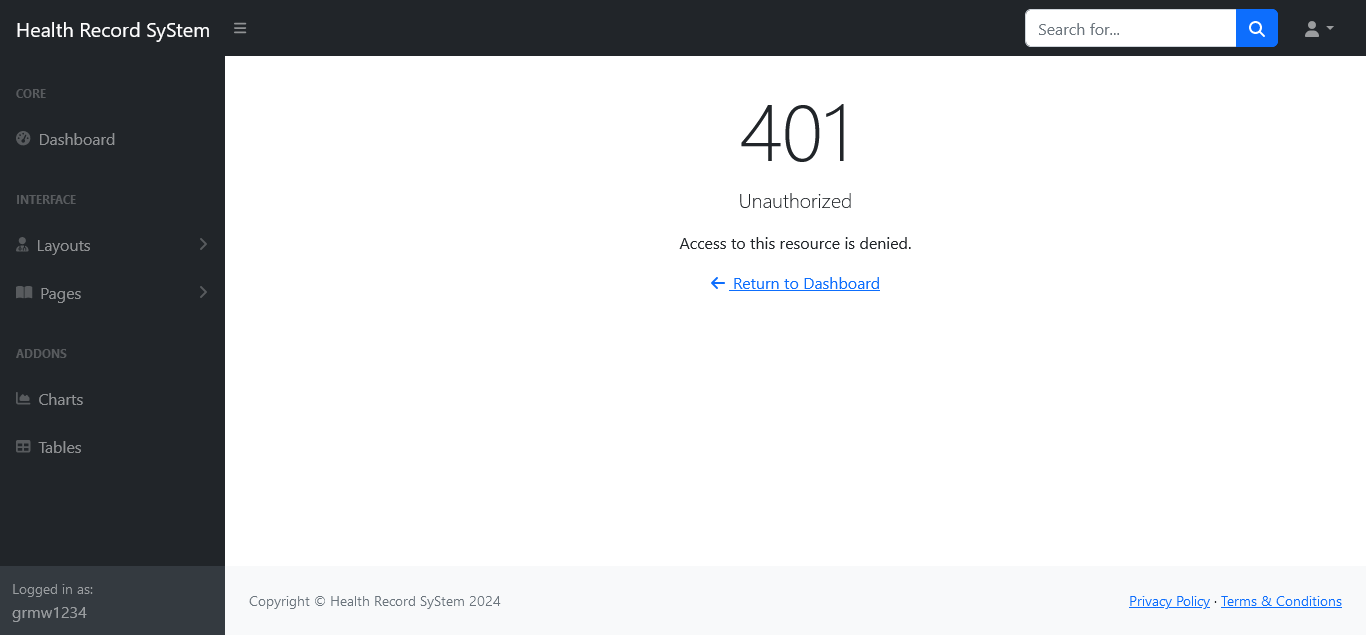 Health Record SyStem
Search for...
CORE
Dashboard
INTERFACE
Layouts
Pages
ADDONS
Charts
Tables
Logged in as:
grmw1234
401
Unauthorized
Access to this resource is denied.
Return to Dashboard
Copyright © Health Record SyStem 2024
Privacy Policy · Terms & Conditions